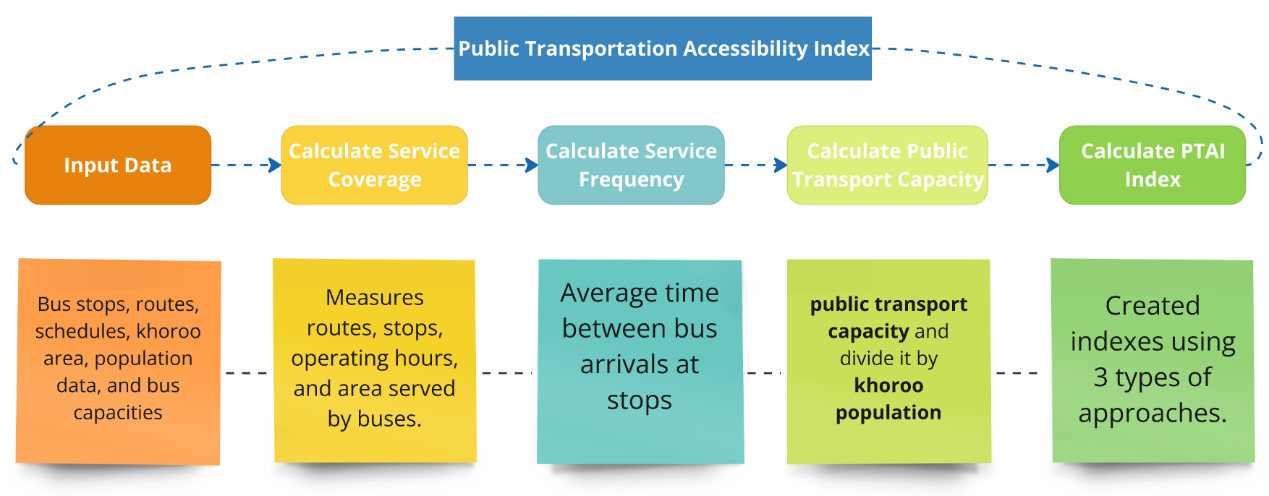 Public Transportation Accessibility Index
Input Data
Calculate Service
Coverage
Calculate Service
Frequency
Calculate Public
Transport Capacity
Calculate PTAI
Index
Bus stops, routes,
schedules, khoroo
area, population
data, and bus
capacities
Measures
routes, stops,
operating hours,
and area served
by buses.
Average time
between bus
arrivals at
stops
public transport
capacity and
divide it by
khoroo
population
Created
indexes using
3 types of
approaches.